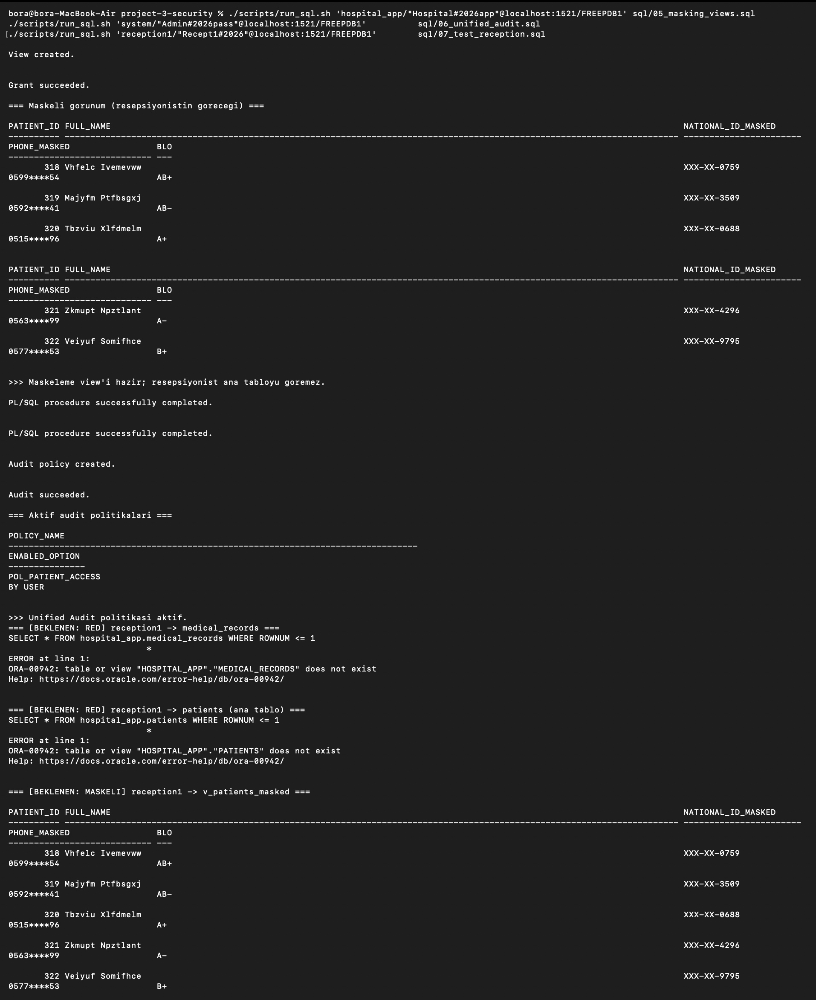 bora@bora-MacBook-Air project-3-security % ./scripts/run_sql.sh 'hospital_app/"Hospital#2026app"@localhost:1521/FREEPDB1' sql/05_masking_views.sql
./scripts/run_sql.sh 'system/"Admin#2026pass"@localhost:1521/FREEPDB1'          sql/06_unified_audit.sql
[./scripts/run_sql.sh 'reception1/"Recept1#2026"@localhost:1521/FREEPDB1'        sql/07_test_reception.sql
View created.
Grant succeeded.
=== Maskeli gorunum (resepsiyonistin gorecegi) ===
PATIENT_ID FULL_NAME NATIONAL_ID_MASKED
---------- ------------------------------------------------------------------------------------------------------------------------ -----------------------
PHONE_MASKED                 BLO
---------------------------- ---
318 Vhfelc Ivemevww XXX-XX-0759
0599****54                   AB+
319 Majyfm Ptfbsgxj XXX-XX-3509
0592****41                   AB-
320 Tbzviu Xlfdmelm XXX-XX-0688
0515****96                   A+
PATIENT_ID FULL_NAME NATIONAL_ID_MASKED
---------- ------------------------------------------------------------------------------------------------------------------------ -----------------------
PHONE_MASKED                 BLO
---------------------------- ---
321 Zkmupt Npztlant XXX-XX-4296
0563****99                   A-
322 Veiyuf Somifhce XXX-XX-9795
0577****53                   B+
>>> Maskeleme view'i hazir; resepsiyonist ana tabloyu goremez.
PL/SQL procedure successfully completed.
PL/SQL procedure successfully completed.
Audit policy created.
Audit succeeded.
=== Aktif audit politikalari ===
POLICY_NAME
--------------------------------------------------------------------------------
ENABLED_OPTION
---------------
POL_PATIENT_ACCESS
BY USER
>>> Unified Audit politikasi aktif.
=== [BEKLENEN: RED] reception1 -> medical_records ===
SELECT * FROM hospital_app.medical_records WHERE ROWNUM <= 1
*
ERROR at line 1:
ORA-00942: table or view "HOSPITAL_APP"."MEDICAL_RECORDS" does not exist
Help: https://docs.oracle.com/error-help/db/ora-00942/
=== [BEKLENEN: RED] reception1 -> patients (ana tablo) ===
SELECT * FROM hospital_app.patients WHERE ROWNUM <= 1
*
ERROR at line 1:
ORA-00942: table or view "HOSPITAL_APP"."PATIENTS" does not exist
Help: https://docs.oracle.com/error-help/db/ora-00942/
=== [BEKLENEN: MASKELI] reception1 -> v_patients_masked ===
PATIENT_ID FULL_NAME NATIONAL_ID_MASKED
---------- ------------------------------------------------------------------------------------------------------------------------ -----------------------
PHONE_MASKED                 BLO
---------------------------- ---
318 Vhfelc Ivemevww XXX-XX-0759
0599****54                   AB+
319 Majyfm Ptfbsgxj XXX-XX-3509
0592****41                   AB-
320 Tbzviu Xlfdmelm XXX-XX-0688
0515****96                   A+
321 Zkmupt Npztlant XXX-XX-4296
0563****99                   A-
322 Veiyuf Somifhce XXX-XX-9795
0577****53                   B+